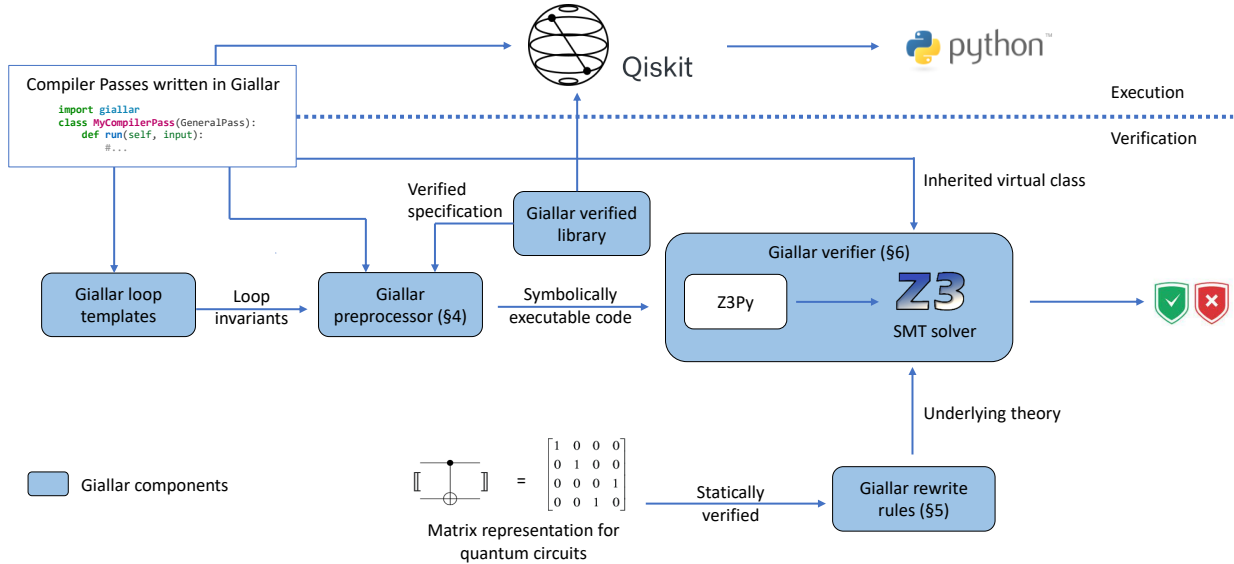 Qiskit
python™
Compiler Passes written in Giallar
import giallar
class MyCompilerPass(GeneralPass):
def run(self, input):
#...
Execution
Verification
Verified
specification
Giallar verified
library
Inherited virtual class
Giallar verifier (§6)
Giallar loop
templates
Loop
invariants
Giallar
preprocessor (§4)
Symbolically
executable code
Z3Py
Z3
SMT solver
Underlying theory
Giallar components
⟦ ⟧ =
1 0 0 0
0 1 0 0
0 0 0 1
0 0 1 0
Matrix representation for
quantum circuits
Statically
verified
Giallar rewrite
rules (§5)